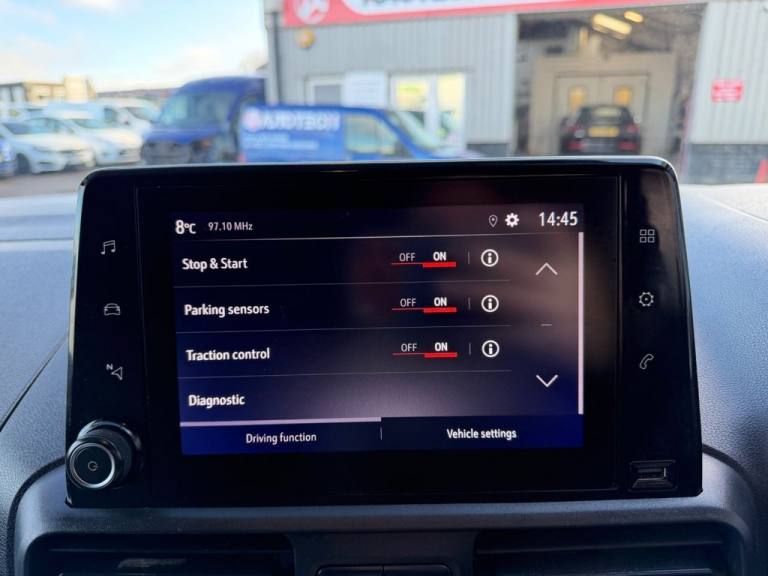 8°C 97.10 MHz 14:45
Stop & Start OFF ON
Parking sensors OFF ON
Traction control OFF ON
Diagnostic
Driving function Vehicle settings
N